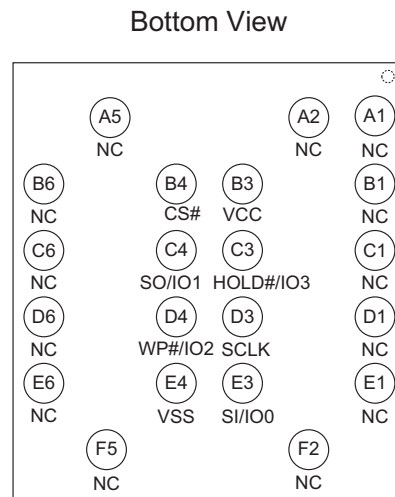 Bottom View
A5 A2 A1
NC NC NC
B6 B4 B3 B1
NC CS# VCC NC
C6 C4 C3 C1
NC SO/IO1 HOLD#/IO3 NC
D6 D4 D3 D1
NC WP#/IO2 SCLK NC
E6 E4 E3 E1
NC VSS SI/IO0 NC
F5 F2
NC NC